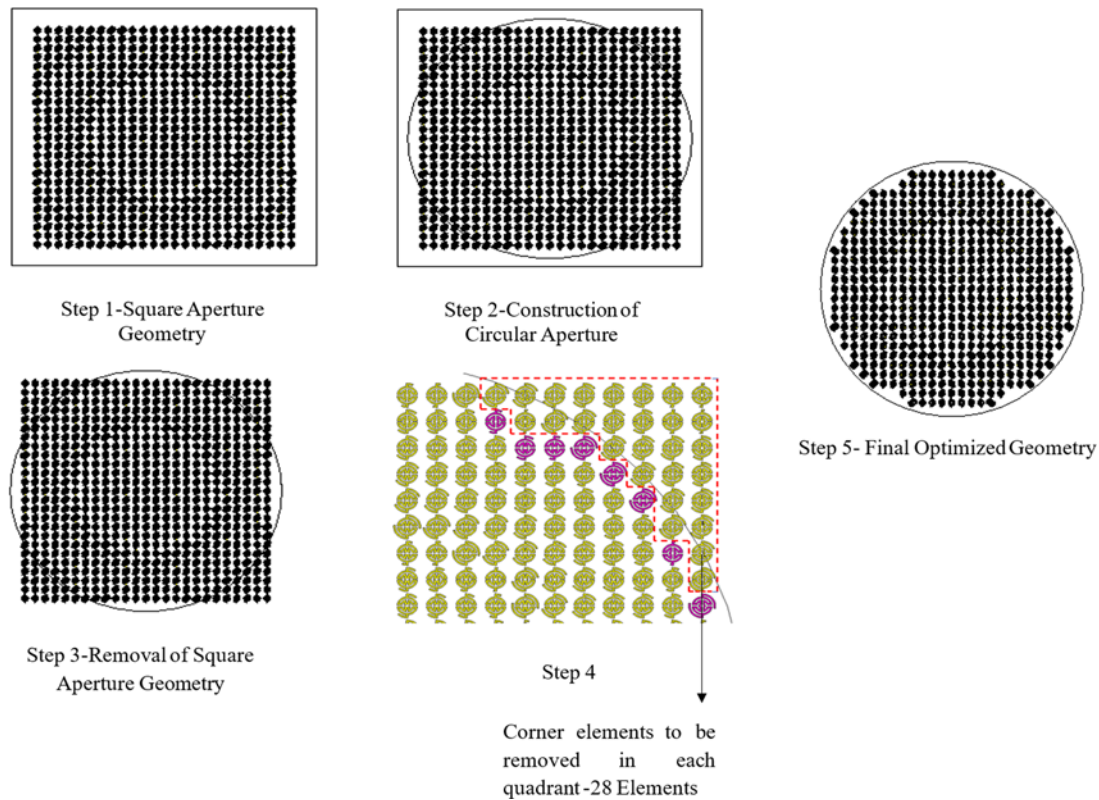 Step 1-Square Aperture
Geometry
Step 2-Construction of
Circular Aperture
Step 3-Removal of Square
Aperture Geometry
Step 4
Corner elements to be
removed in each
quadrant -28 Elements
Step 5- Final Optimized Geometry